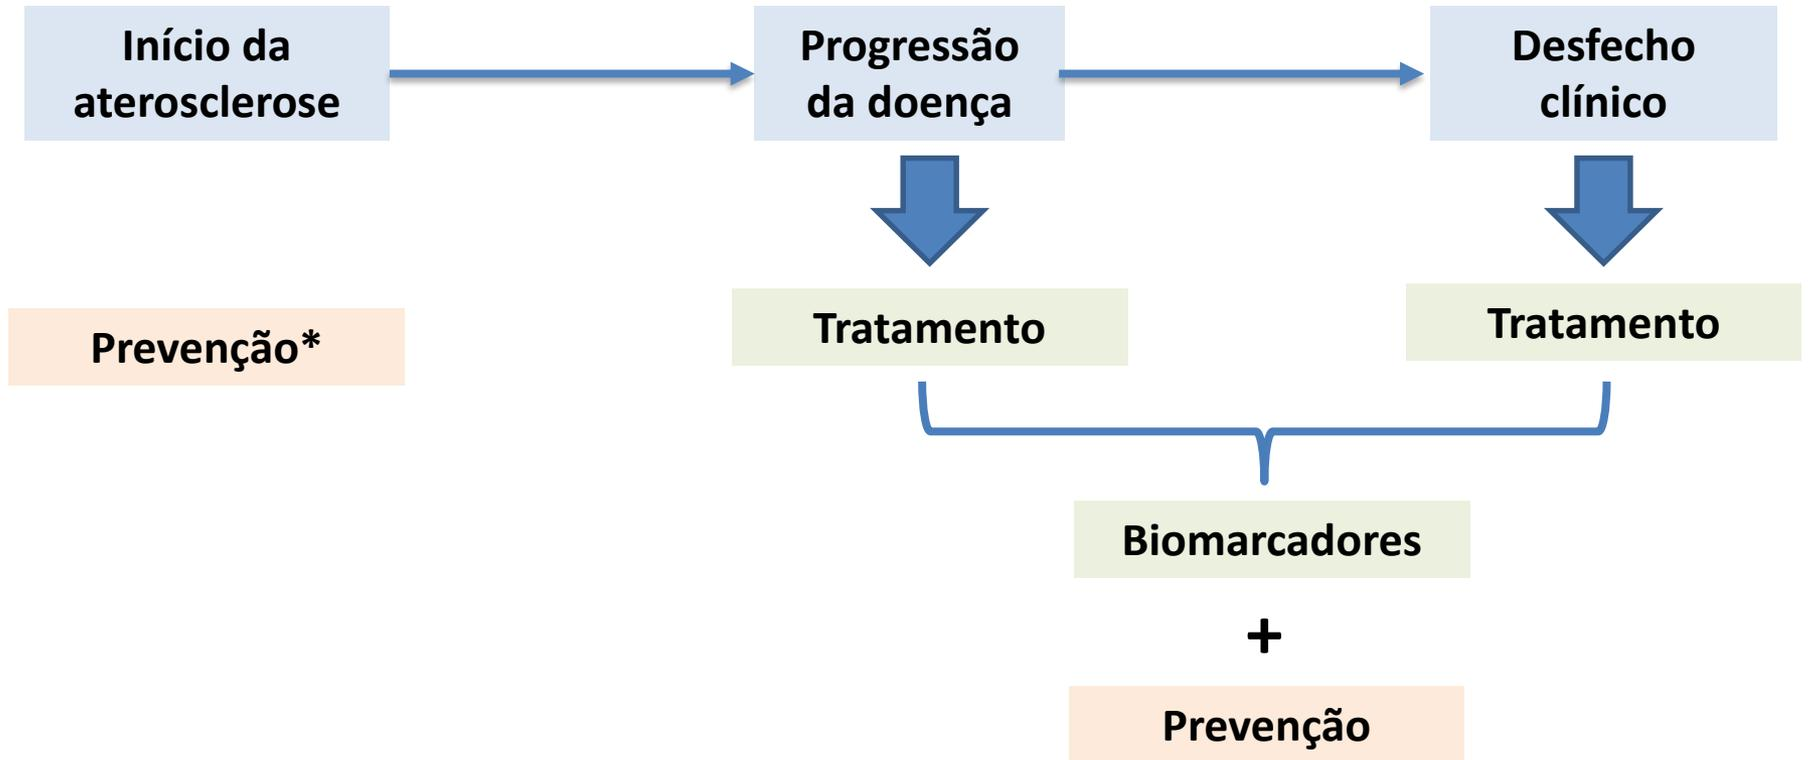 Início da
aterosclerose
Progressão
da doença
Desfecho
clínico
Prevenção*
Tratamento
Tratamento
Biomarcadores
+
Prevenção